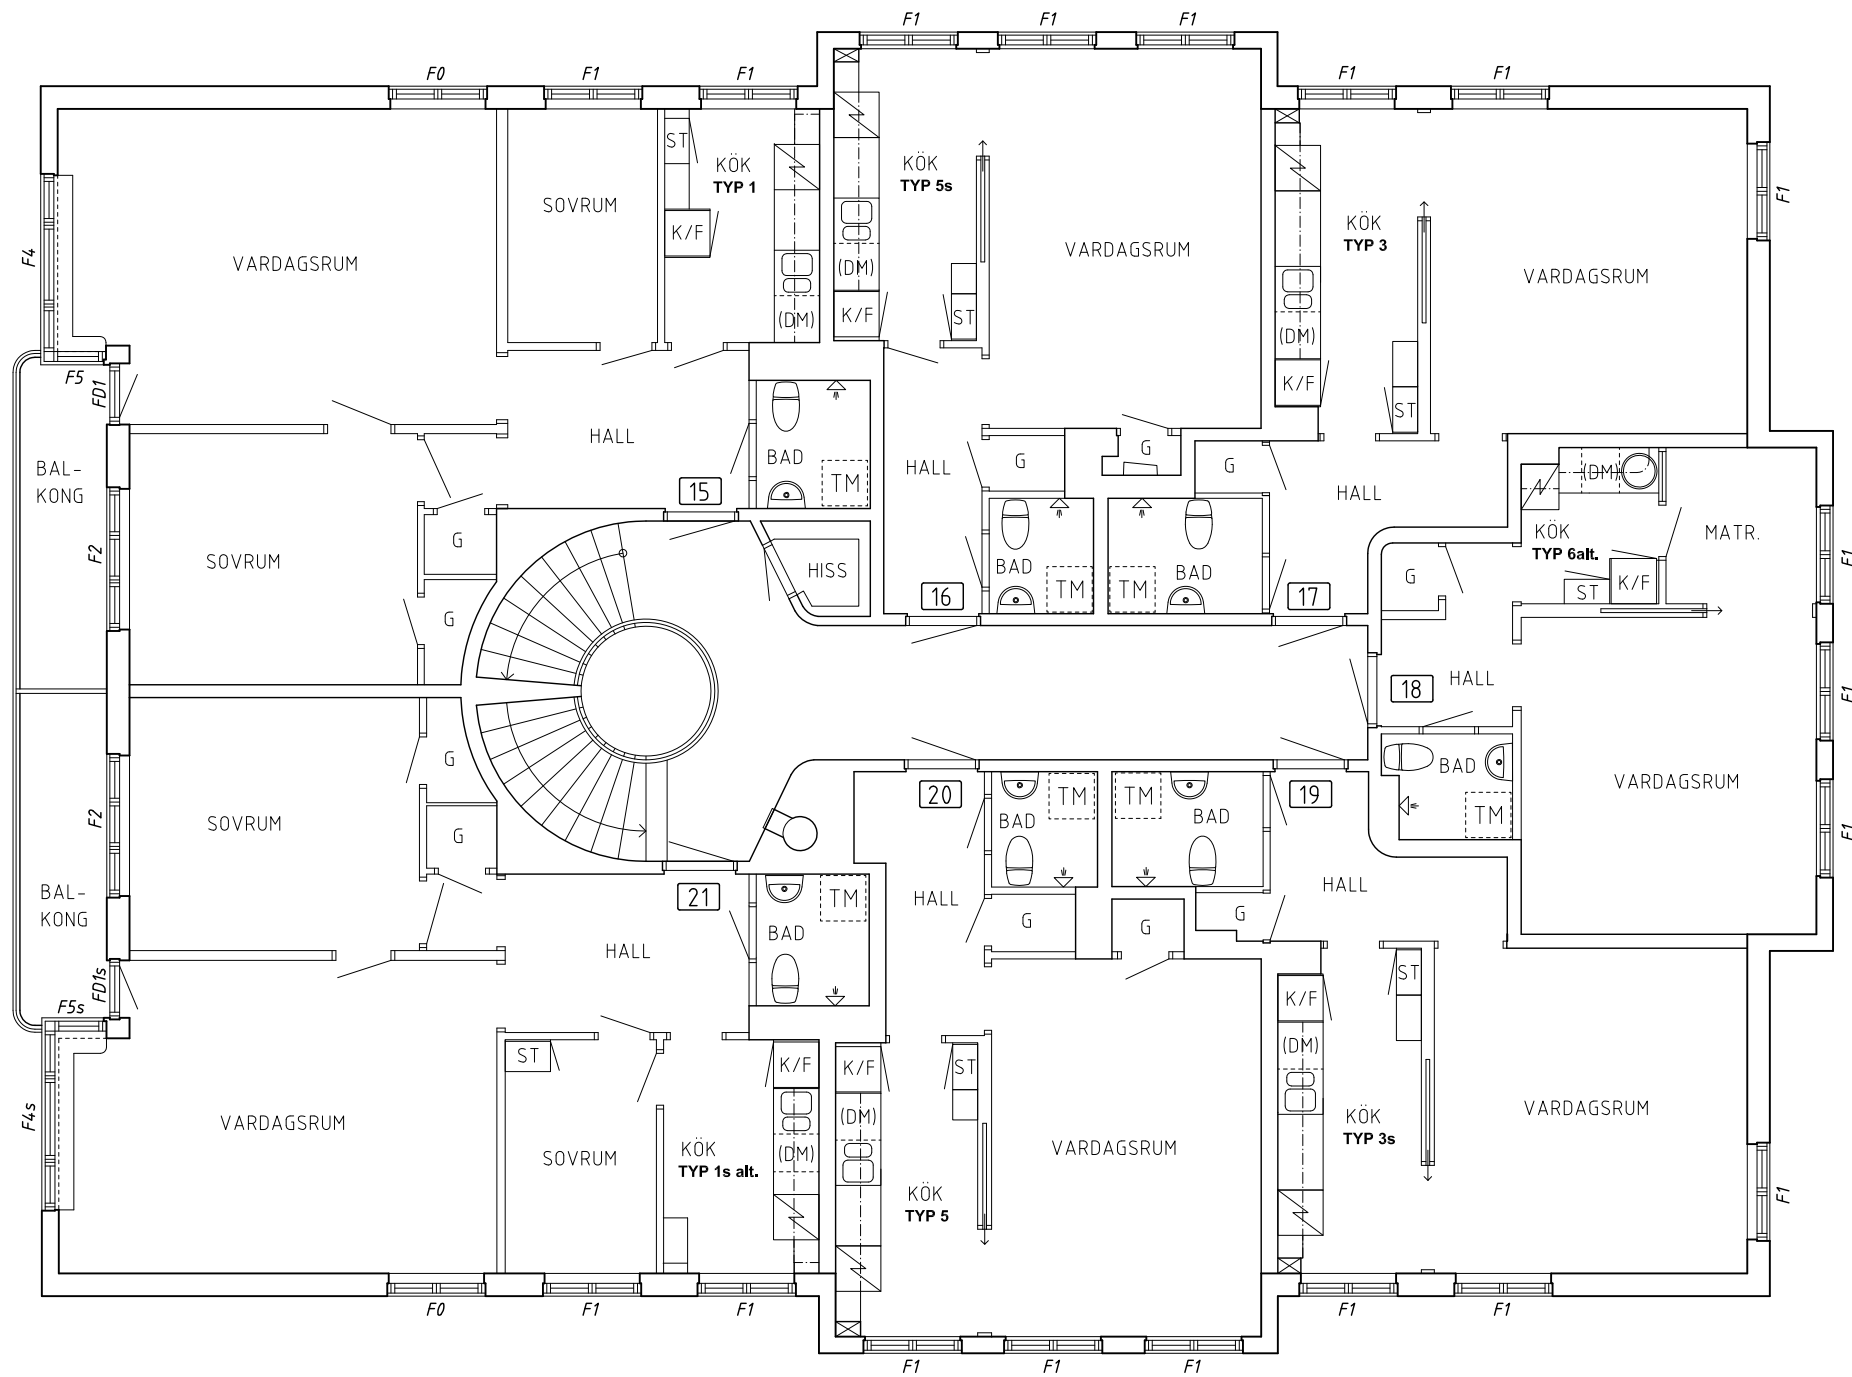 F1 F1 F1
F0 F1 F1 F1 F1
ST
KÖK
TYP 1
KÖK
TYP 5s
SOVRUM
K/F
F1
KÖK
TYP 3
F4
VARDAGSRUM
VARDAGSRUM
VARDAGSRUM
(DM)
(DM)
K/F
ST
(DM)
F5
FD1
K/F
ST
HALL
BAD
TM
15
HALL
G
G
G
BAL-
KONG
HALL
(DM)
KÖK
TYP 6alt.
MATR.
F1
F2
SOVRUM
G
HISS
BAD
TM
TM
BAD
G
ST
K/F
16
17
G
18
HALL
F1
G
20
TM
TM
19
BAD
TM
VARDAGSRUM
F1
F2
SOVRUM
G
BAD
BAD
BAL-
KONG
21
TM
BAD
HALL
G
G
G
HALL
HALL
FD1s
F5s
ST
K/F
K/F
ST
K/F
ST
(DM)
(DM)
F4s
VARDAGSRUM
SOVRUM
KÖK
TYP 1s alt.
(DM)
VARDAGSRUM
KÖK
TYP 3s
VARDAGSRUM
KÖK
TYP 5
F1
F0 F1 F1 F1 F1
F1 F1 F1